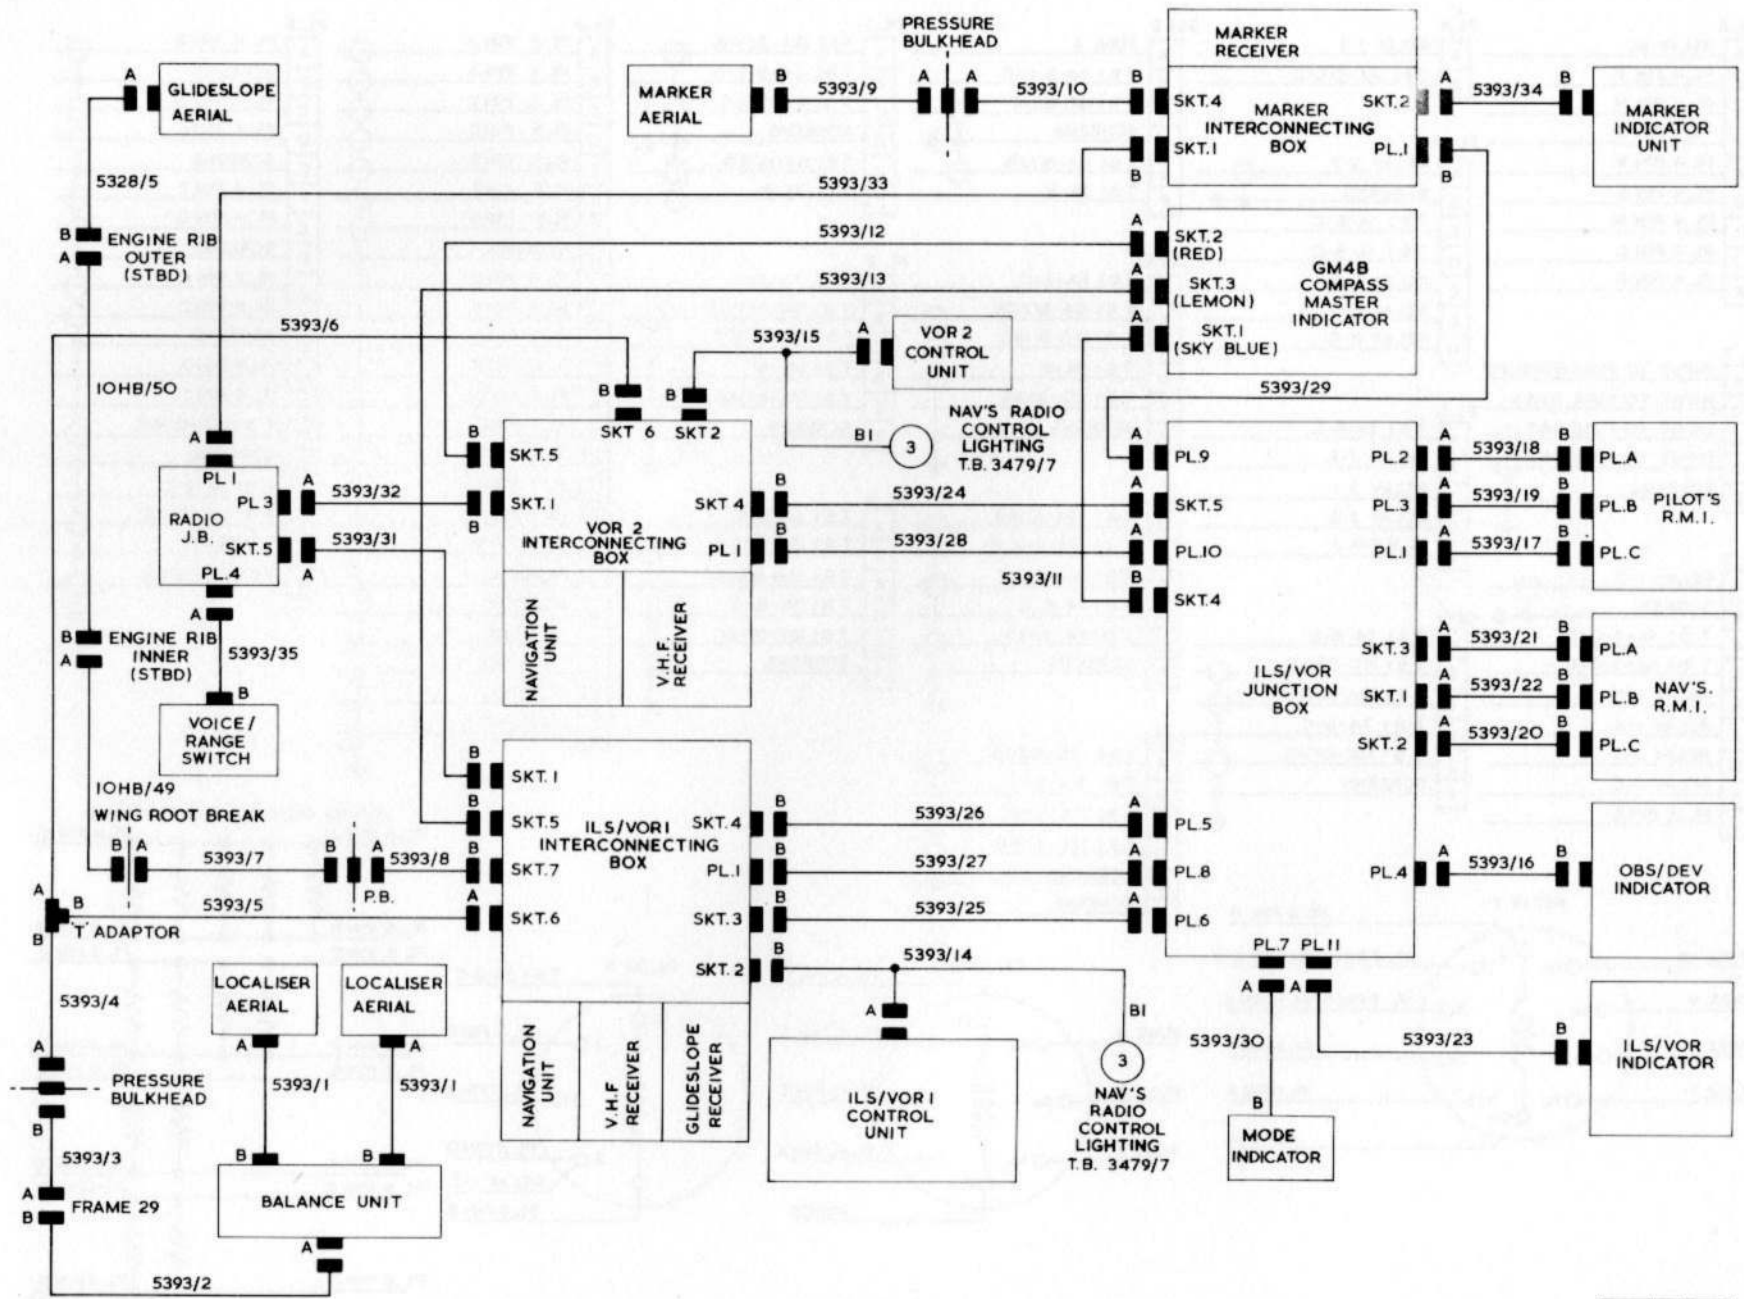 PRESSURE
BULKHEAD
A
A
5393/9
5393/10
MARKER
AERIAL
B
MARKER
RECEIVER
MARKER
INTERCONNECTING
BOX
B
SKT.4
SKT.1
B
SKT.2
PL.1
A
B
5393/34
B
MARKER
INDICATOR
UNIT
A
GLIDESLOPE
AERIAL
5328/5
B
A
ENGINE RIB
OUTER
(STBD)
5393/33
5393/12
5393/13
A
SKT.2
(RED)
A
SKT.3
(LEMON)
A
SKT.1
(SKY BLUE)
GM4B
COMPASS
MASTER
INDICATOR
5393/29
5393/6
5393/15
A
VOR 2
CONTROL
UNIT
10HB/50
B
SKT 6
B
SKT2
NAV'S RADIO
CONTROL
LIGHTING
T.B. 3479/7
B1
3
A
PL.1
RADIO
J.B.
PL 3
A
SKT.5
A
PL.4
A
5393/32
5393/31
5393/35
B
VOICE/
RANGE
SWITCH
B
SKT.5
SKT.1
B
VOR 2
INTERCONNECTING
BOX
SKT 4
B
PL.1
B
NAVIGATION
UNIT
V.H.F.
RECEIVER
5393/24
5393/28
5393/11
A
PL.9
A
SKT.5
A
PL.10
B
SKT.4
PL.2
A
5393/18
B
PL.A
PL.3
A
5393/19
B
PL.B
PL.1
A
5393/17
B
PL.C
PILOT'S
R.M.I.
ILS/VOR
JUNCTION
BOX
SKT.3
A
5393/21
B
PL.A
SKT.1
A
5393/22
B
PL.B
SKT.2
A
5393/20
B
PL.C
NAV'S.
R.M.I.
B
A
ENGINE RIB
INNER
(STBD)
10HB/49
WING ROOT BREAK
B
A
5393/7
B
A
P.B.
5393/8
A
B
B
'T' ADAPTOR
5393/5
B
SKT.1
B
SKT.5
B
SKT.7
A
SKT.6
ILS/VOR1
INTERCONNECTING
BOX
SKT.4
B
PL.1
B
SKT.3
B
SKT.2
B
NAVIGATION
UNIT
V.H.F
RECEIVER
GLIDESLOPE
RECEIVER
5393/26
5393/27
5393/25
5393/14
A
PL.5
A
PL.8
A
PL.6
PL.4
A
5393/16
B
OBS/DEV
INDICATOR
PL.7
PL11
A
A
5393/30
5393/23
B
ILS/VOR
INDICATOR
B
MODE
INDICATOR
A
ILS/VOR1
CONTROL
UNIT
B1
3
NAV'S
RADIO
CONTROL
LIGHTING
T.B. 3479/7
5393/4
LOCALISER
AERIAL
LOCALISER
AERIAL
A
A
5393/1
5393/1
B
B
BALANCE UNIT
A
A
PRESSURE
BULKHEAD
B
5393/3
A
B
FRAME 29
5393/2